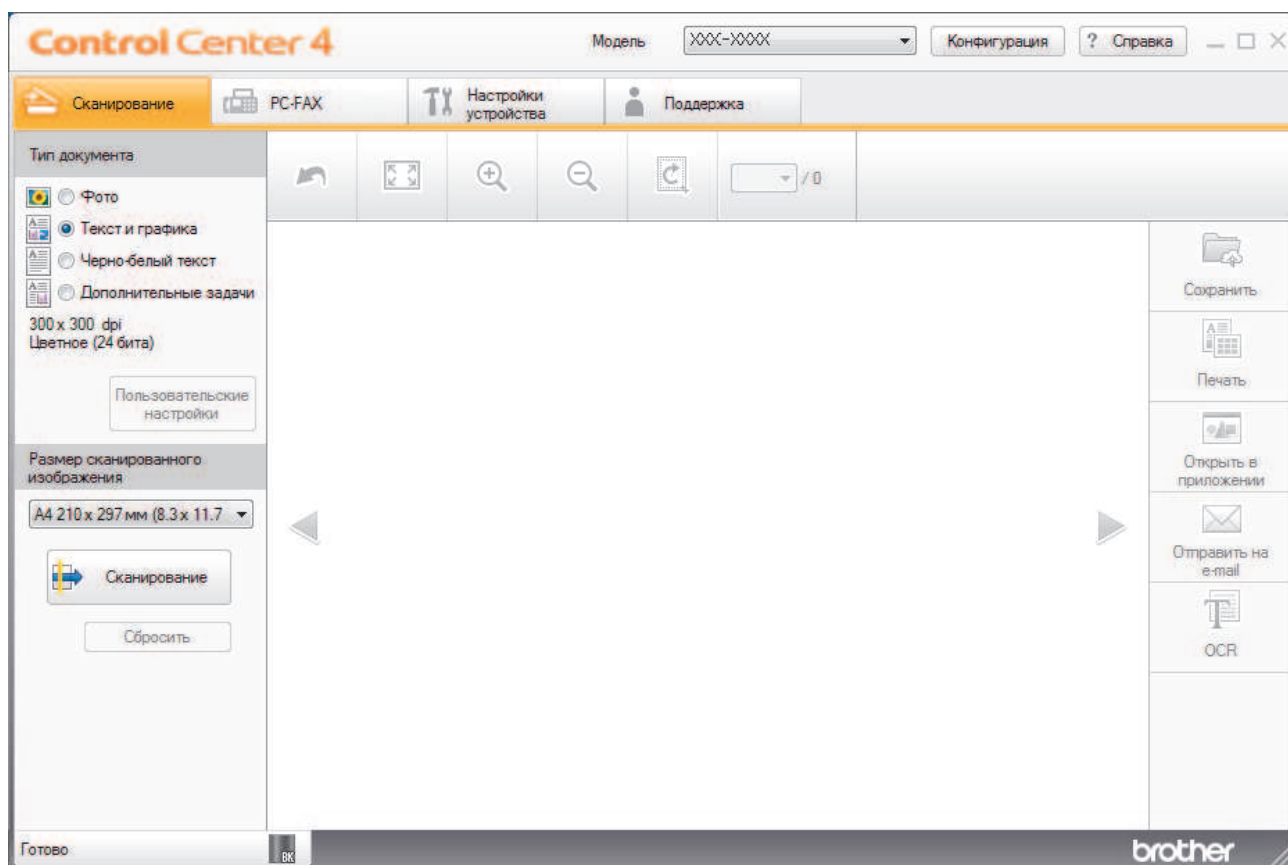 Control Center 4
Модель
XXX-XXXX
Конфигурация
? Справка
Сканирование
PC-FAX
Настройки
устройства
Поддержка
Тип документа
Фото
Текст и графика
Черно-белый текст
Дополнительные задачи
300 x 300 dpi
Цветное (24 бита)
Пользовательские
настройки
Размер сканированного
изображения
A4 210 x 297 мм (8.3 x 11.7
Сканирование
Сбросить
/ 0
Сохранить
Печать
Открыть в
приложении
Отправить на
e-mail
OCR
Готово
BK
brother